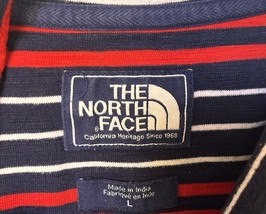 THE
NORTH
FACE
California Heritage Since 1968
Made in India
Fabriqué en Inde
L